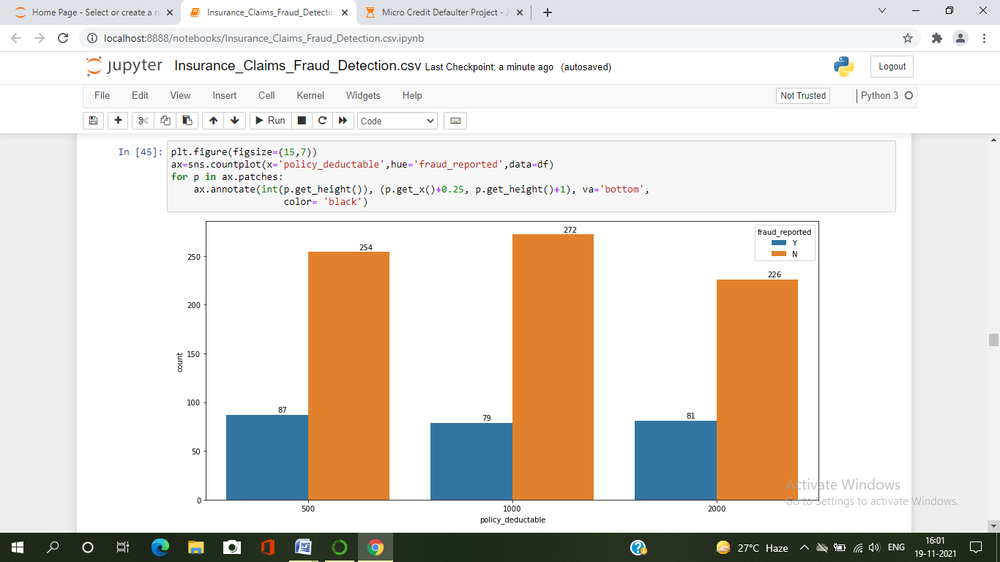 Home Page - Select or create a n
Insurance_Claims_Fraud_Detectio
Micro Credit Defaulter Project - J
localhost:8888/notebooks/Insurance_Claims_Fraud_Detection.csv.ipynb
jupyter Insurance_Claims_Fraud_Detection.csv Last Checkpoint: a minute ago (autosaved)
Logout
File Edit View Insert Cell Kernel Widgets Help
Not Trusted
Python 3
Run
Code
In [45]: plt.figure(figsize=(15,7))
ax=sns.countplot(x='policy_deductable',hue='fraud_reported',data=df)
for p in ax.patches:
    ax.annotate(int(p.get_height()), (p.get_x()+0.25, p.get_height()+1), va='bottom',
                    color= 'black')
fraud_reported
Y
N
272
254
226
87
79
81
250
200
150
100
50
0
count
500 1000 2000
policy_deductable
Activate Windows
Go to Settings to activate Windows.
27°C Haze
ENG
16:01
19-11-2021